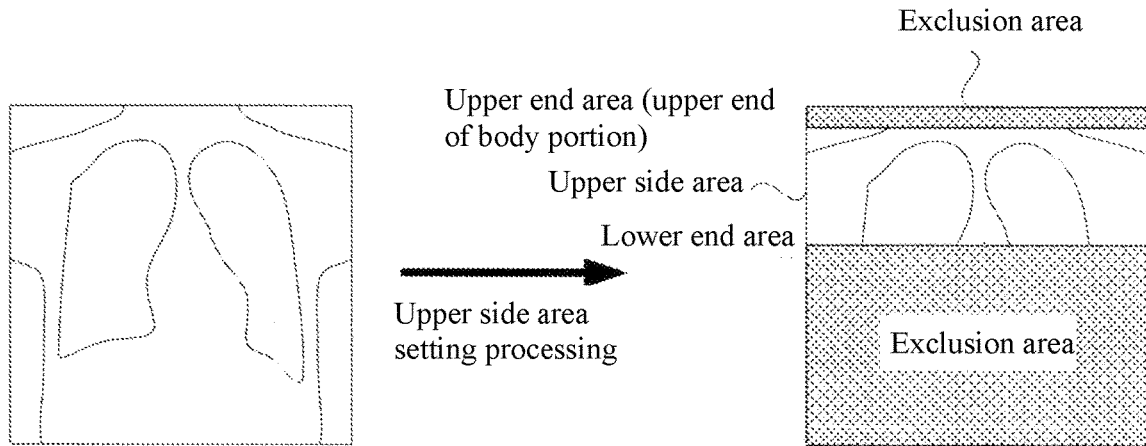 Exclusion area
Upper end area (upper end
of body portion)
Upper side area
Lower end area
Upper side area
setting processing
Exclusion area